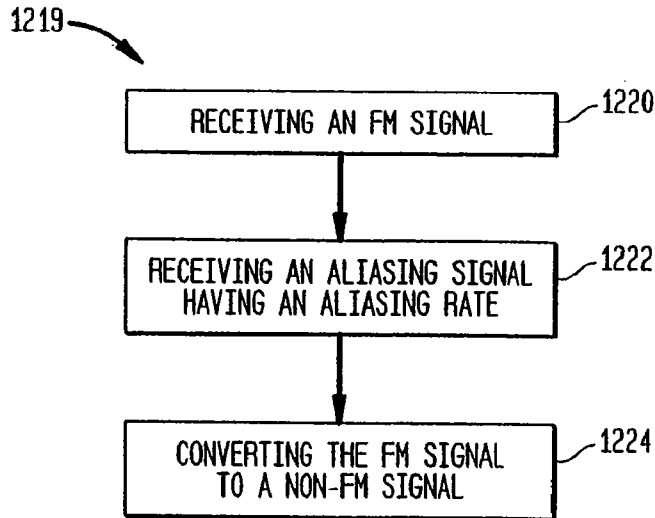 1219
RECEIVING AN FM SIGNAL
1220
RECEIVING AN ALIASING SIGNAL
HAVING AN ALIASING RATE
1222
CONVERTING THE FM SIGNAL
TO A NON-FM SIGNAL
1224